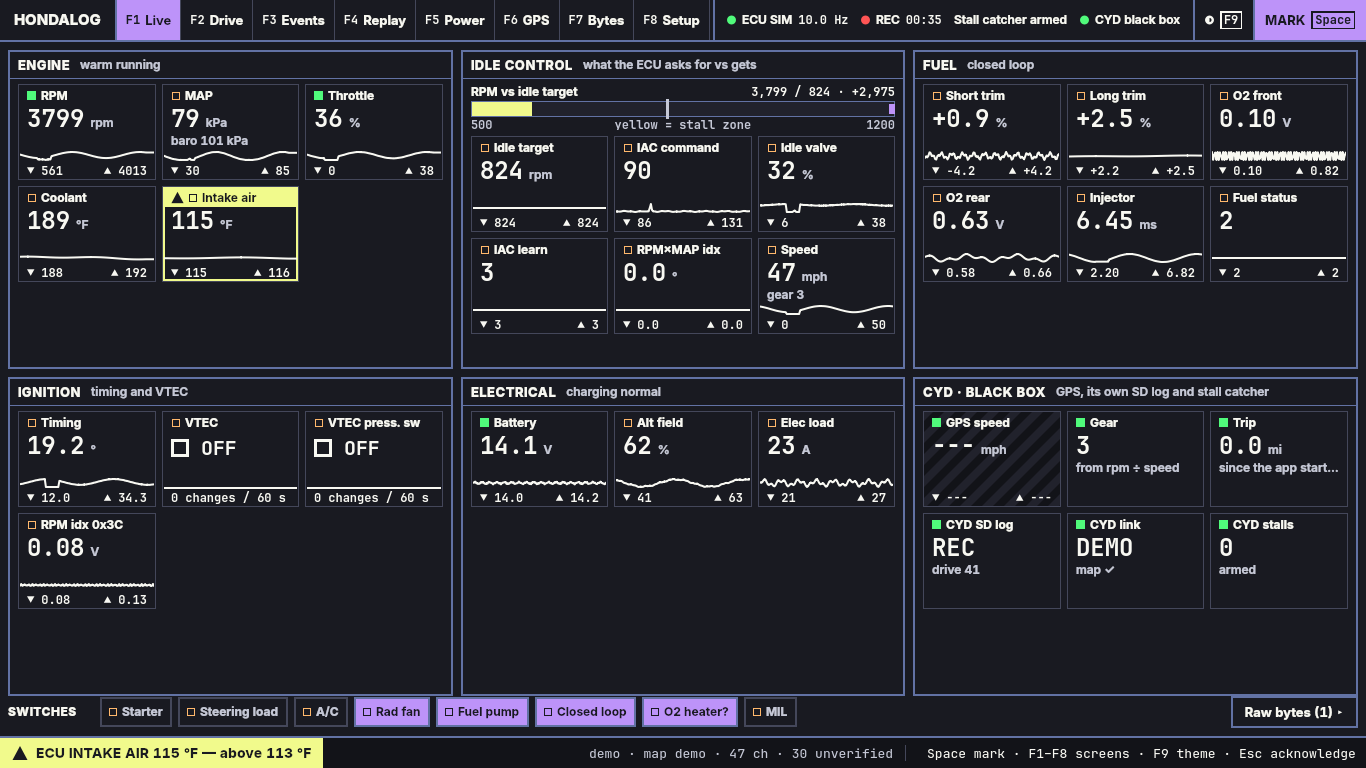 HONDALOG F1 Live F2 Drive F3 Events F4 Replay F5 Power F6 GPS F7 Bytes F8 Setup ECU SIM 10.0 Hz REC 00:35 Stall catcher armed CYD black box F9 MARK Space
ENGINE warm running
RPM
3799 rpm
▼ 561 ▲ 4013
MAP
79 kPa
baro 101 kPa
▼ 30 ▲ 85
Throttle
36 %
▼ 0 ▲ 38
Coolant
189 °F
▼ 188 ▲ 192
Intake air
115 °F
▼ 115 ▲ 116
IDLE CONTROL what the ECU asks for vs gets
RPM vs idle target 3,799 / 824 · +2,975
500 yellow = stall zone 1200
Idle target
824 rpm
▼ 824 ▲ 824
IAC command
90
▼ 86 ▲ 131
Idle valve
32 %
▼ 6 ▲ 38
IAC learn
3
▼ 3 ▲ 3
RPM×MAP idx
0.0 °
▼ 0.0 ▲ 0.0
Speed
47 mph
gear 3
▼ 0 ▲ 50
FUEL closed loop
Short trim
+0.9 %
▼ -4.2 ▲ +4.2
Long trim
+2.5 %
▼ +2.2 ▲ +2.5
O2 front
0.10 V
▼ 0.10 ▲ 0.82
O2 rear
0.63 V
▼ 0.58 ▲ 0.66
Injector
6.45 ms
▼ 2.20 ▲ 6.82
Fuel status
2
▼ 2 ▲ 2
IGNITION timing and VTEC
Timing
19.2 °
▼ 12.0 ▲ 34.3
VTEC
OFF
0 changes / 60 s
VTEC press. sw
OFF
0 changes / 60 s
RPM idx 0x3C
0.08 V
▼ 0.08 ▲ 0.13
ELECTRICAL charging normal
Battery
14.1 V
▼ 14.0 ▲ 14.2
Alt field
62 %
▼ 41 ▲ 63
Elec load
23 A
▼ 21 ▲ 27
CYD · BLACK BOX GPS, its own SD log and stall catcher
GPS speed
--- mph
▼ --- ▲ ---
Gear
3
from rpm ÷ speed
Trip
0.0 mi
since the app start...
CYD SD log
REC
drive 41
CYD link
DEMO
map ✓
CYD stalls
0
armed
SWITCHES Starter Steering load A/C Rad fan Fuel pump Closed loop O2 heater? MIL Raw bytes (1) ▸
ECU INTAKE AIR 115 °F — above 113 °F demo · map demo · 47 ch · 30 unverified Space mark · F1–F8 screens · F9 theme · Esc acknowledge